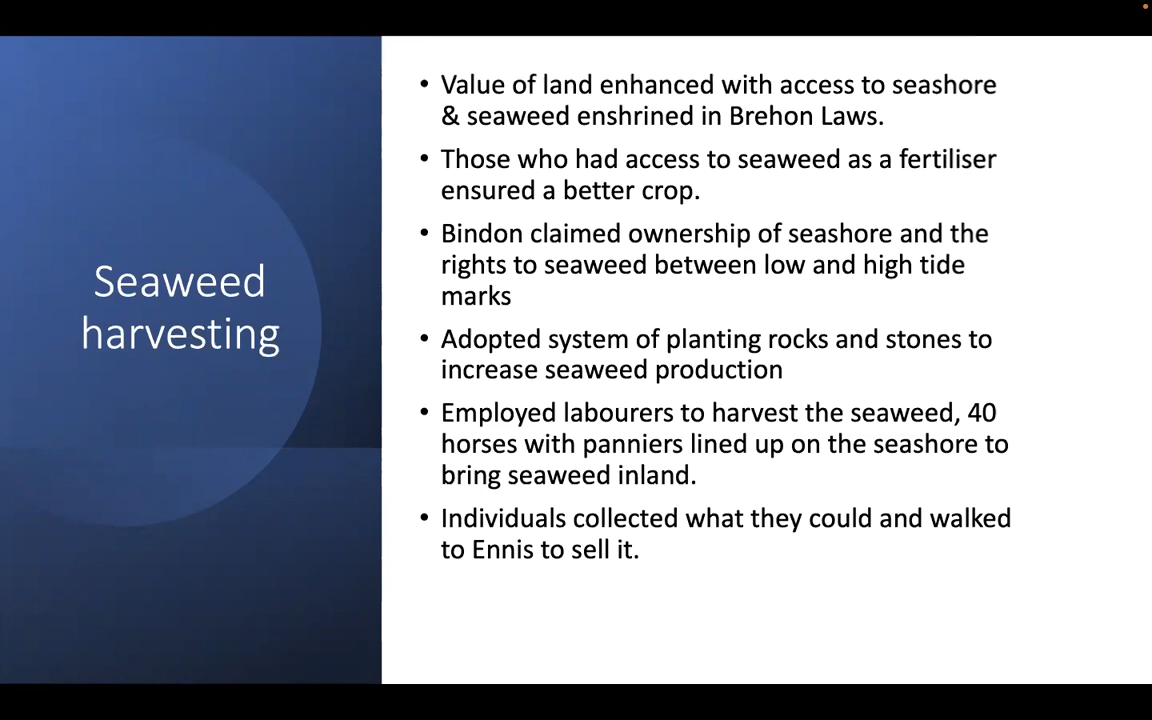 Seaweed
harvesting
• Value of land enhanced with access to seashore
& seaweed enshrined in Brehon Laws.
• Those who had access to seaweed as a fertiliser
ensured a better crop.
• Bindon claimed ownership of seashore and the
rights to seaweed between low and high tide
marks
• Adopted system of planting rocks and stones to
increase seaweed production
• Employed labourers to harvest the seaweed, 40
horses with panniers lined up on the seashore to
bring seaweed inland.
• Individuals collected what they could and walked
to Ennis to sell it.